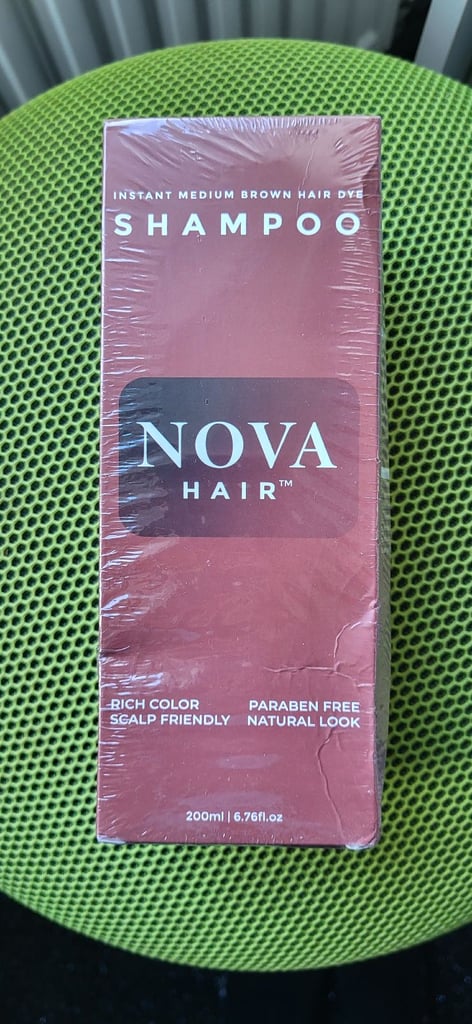 INSTANT MEDIUM BROWN HAIR DYE
SHAMPOO
NOVA
HAIR™
RICH COLOR PARABEN FREE
SCALP FRIENDLY NATURAL LOOK
200ml | 6.76fl.oz